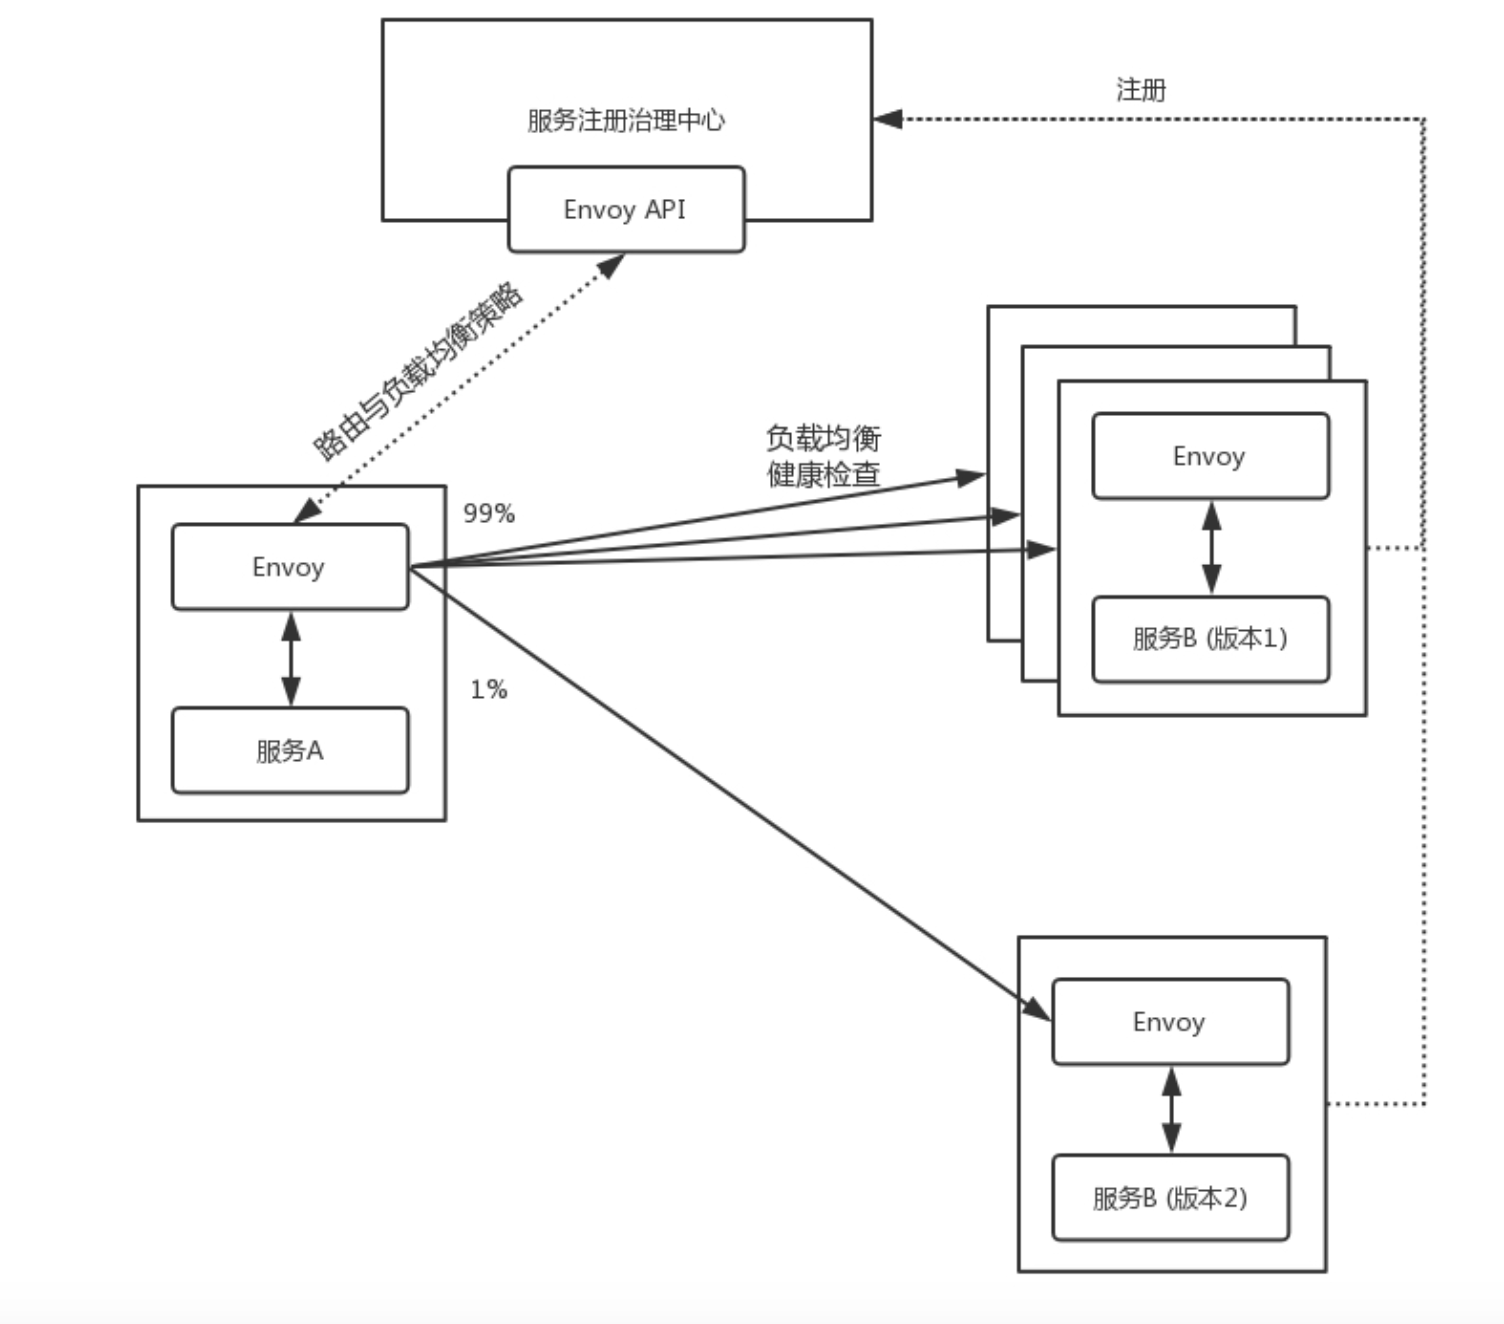 注册
服务注册治理中心
Envoy API
路由与负载均衡策略
负载均衡
健康检查
Envoy
99%
Envoy
服务B (版本1)
1%
服务A
Envoy
服务B (版本2)